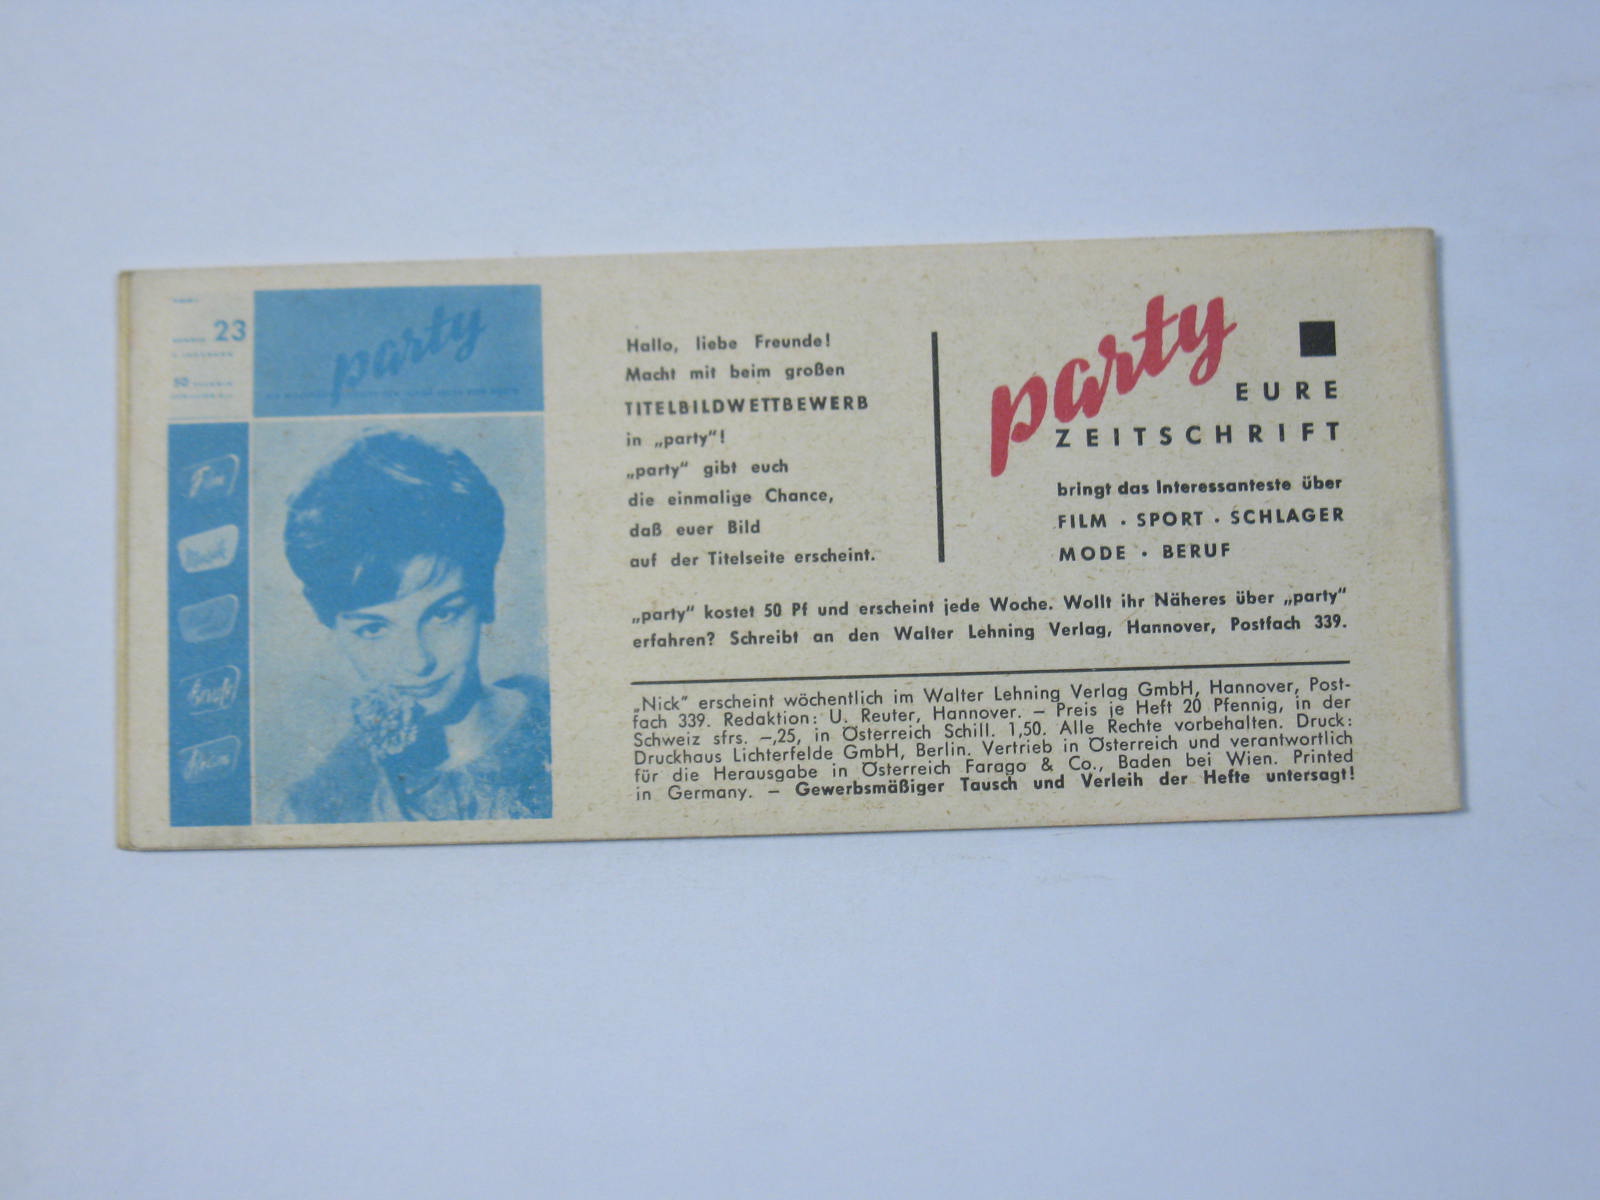 23
50
party
Film
Musik
Beruf
Hallo, liebe Freunde!
Macht mit beim großen
TITELBILDWETTBEWERB
in „party“!
„party“ gibt euch
die einmalige Chance,
daß euer Bild
auf der Titelseite erscheint.
party
EURE
ZEITSCHRIFT
bringt das Interessanteste über
FILM · SPORT · SCHLAGER
MODE · BERUF
„party“ kostet 50 Pf und erscheint jede Woche. Wollt ihr Näheres über „party“
erfahren? Schreibt an den Walter Lehning Verlag, Hannover, Postfach 339.
„Nick“ erscheint wöchentlich im Walter Lehning Verlag GmbH, Hannover, Post-
fach 339. Redaktion: U. Reuter, Hannover. – Preis je Heft 20 Pfennig, in der
Schweiz sfrs. –,25, in Österreich Schill. 1,50. Alle Rechte vorbehalten. Druck:
Druckhaus Lichterfelde GmbH, Berlin. Vertrieb in Österreich und verantwortlich
für die Herausgabe in Österreich Farago & Co., Baden bei Wien. Printed
in Germany. – Gewerbsmäßiger Tausch und Verleih der Hefte untersagt!